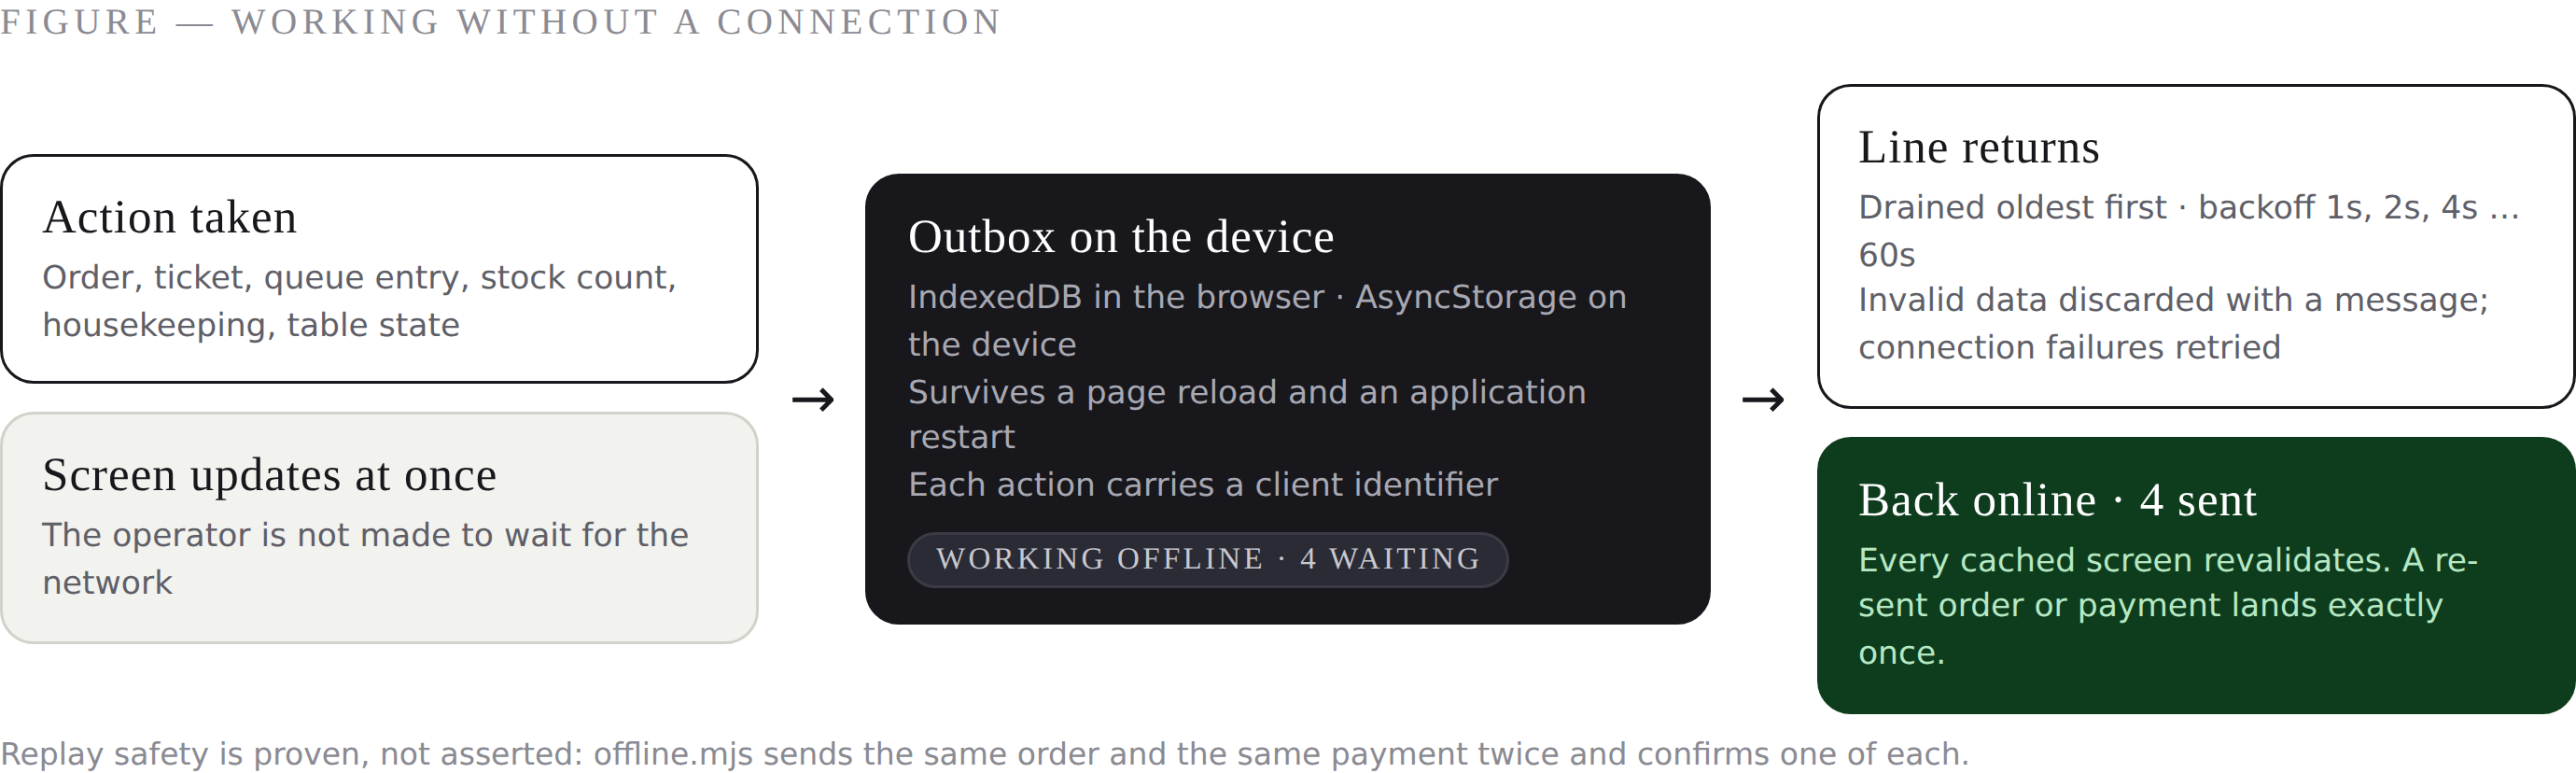 FIGURE — WORKING WITHOUT A CONNECTION
Action taken
Order, ticket, queue entry, stock count,
housekeeping, table state
Screen updates at once
The operator is not made to wait for the
network
→
Outbox on the device
IndexedDB in the browser · AsyncStorage on
the device
Survives a page reload and an application
restart
Each action carries a client identifier
WORKING OFFLINE · 4 WAITING
→
Line returns
Drained oldest first · backoff 1s, 2s, 4s …
60s
Invalid data discarded with a message;
connection failures retried
Back online · 4 sent
Every cached screen revalidates. A re-
sent order or payment lands exactly
once.
Replay safety is proven, not asserted: offline.mjs sends the same order and the same payment twice and confirms one of each.